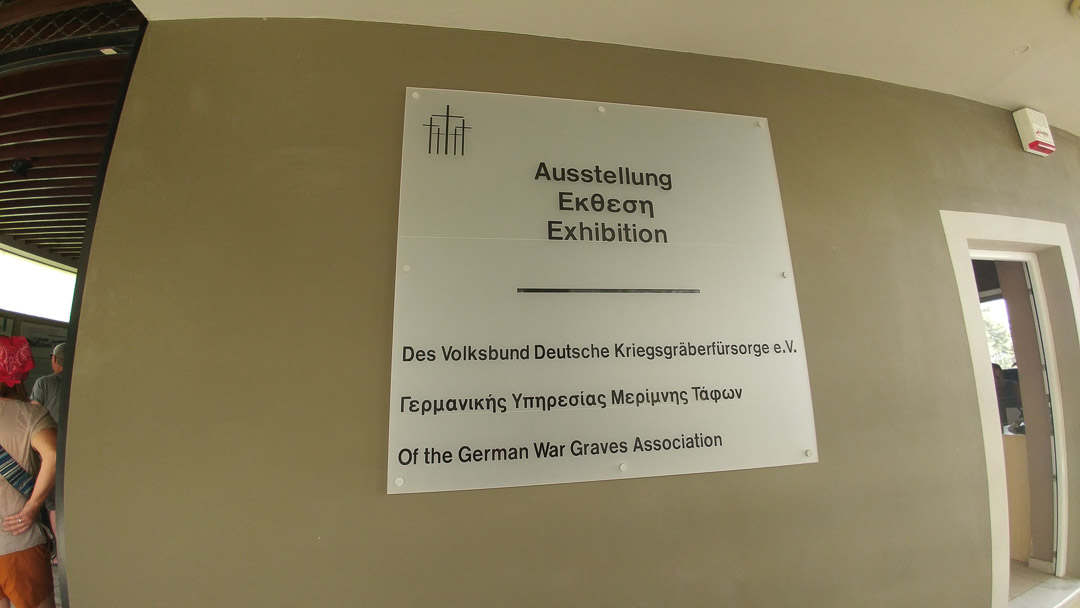 Ausstellung
Εκθεση
Exhibition
Des Volksbund Deutsche Kriegsgräberfürsorge e.V.
Γερμανικής Υπηρεσίας Μερίμνης Τάφων
Of the German War Graves Association